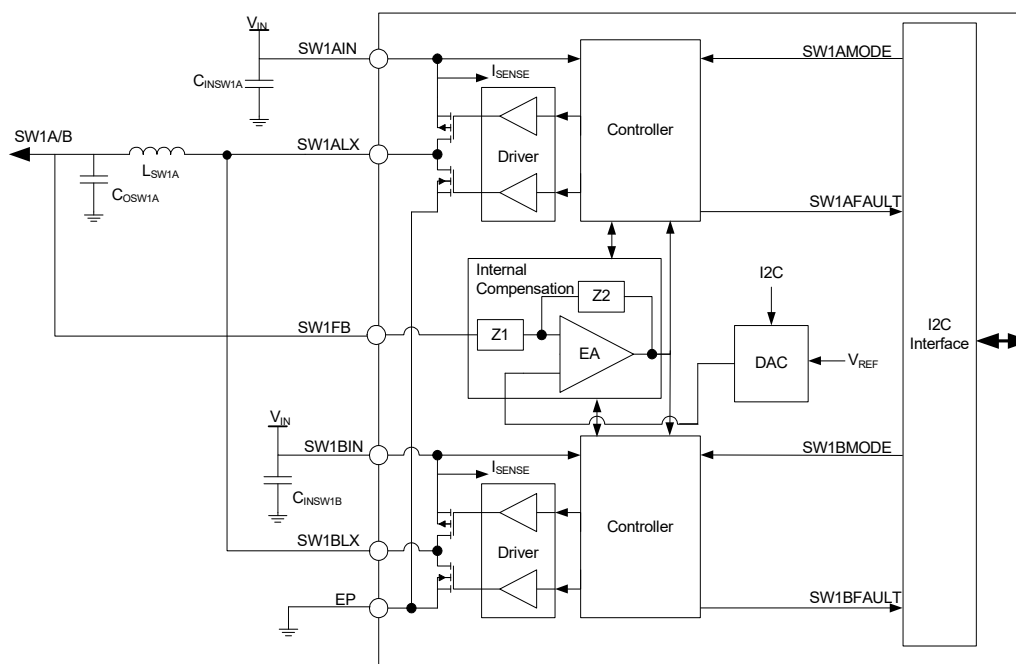 VIN
SW1AIN
CINSW1A
ISENSE
SW1AMODE
Controller
SW1A/B
SW1ALX
Driver
LSW1A
COSW1A
SW1AFAULT
Internal
Compensation
Z2
I2C
SW1FB
Z1
EA
DAC
VREF
I2C
Interface
VIN
SW1BIN
SW1BMODE
ISENSE
CINSW1B
Controller
SW1BLX
Driver
EP
SW1BFAULT